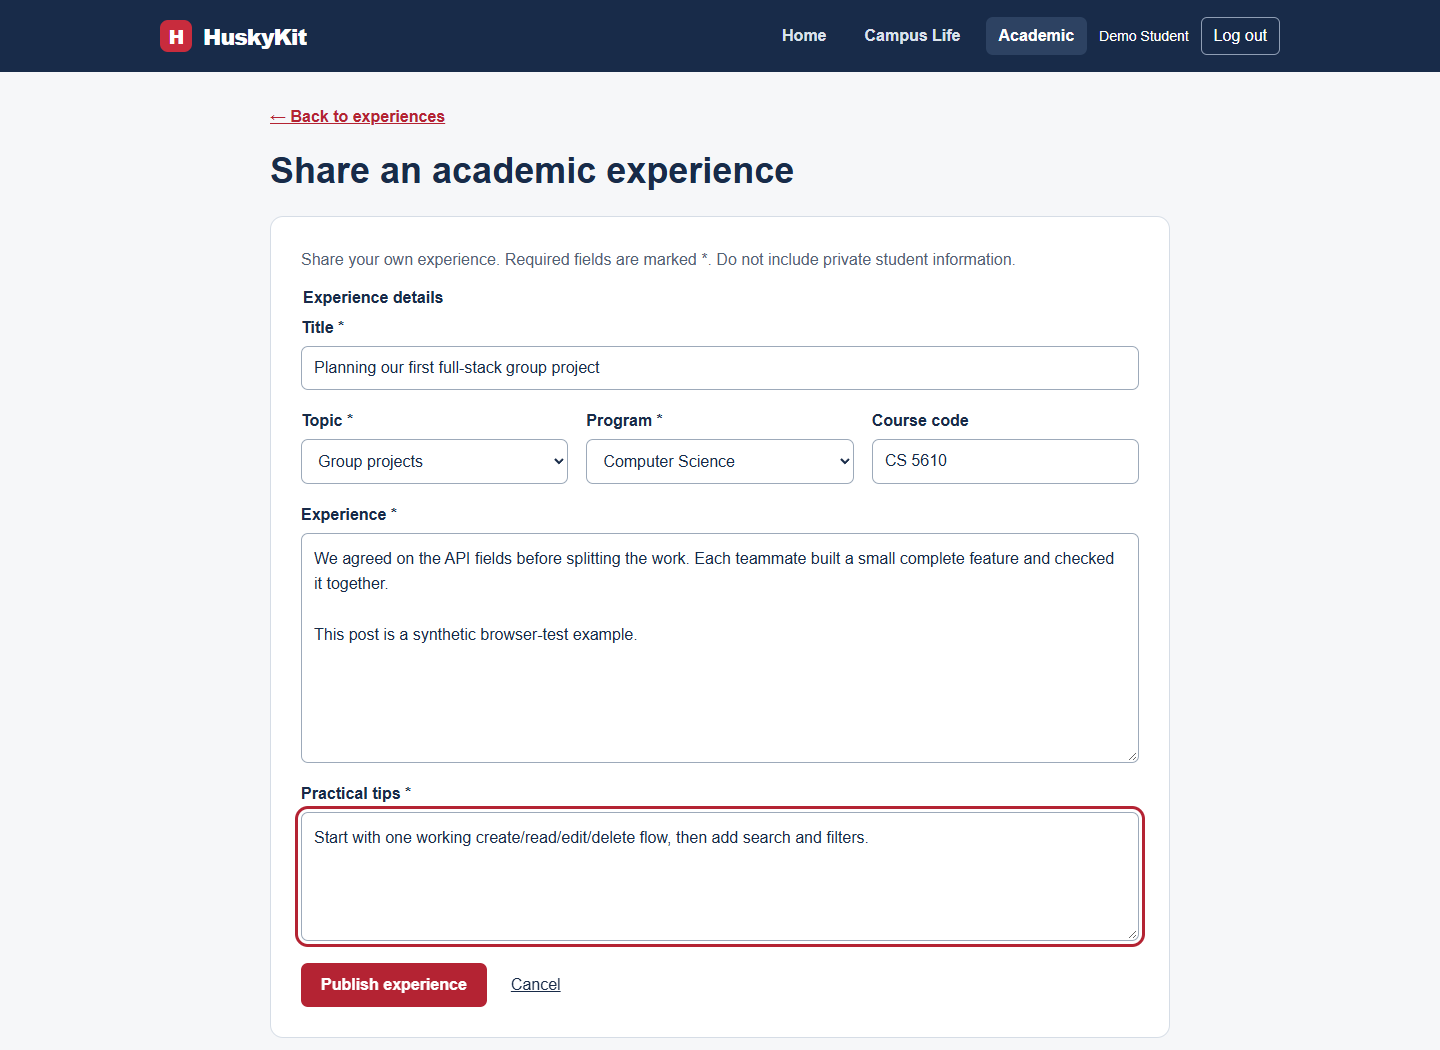 H HuskyKit
Home Campus Life Academic Demo Student Log out
← Back to experiences
Share an academic experience
Share your own experience. Required fields are marked *. Do not include private student information.
Experience details
Title *
Planning our first full-stack group project
Topic * Program * Course code
Group projects Computer Science CS 5610
Experience *
We agreed on the API fields before splitting the work. Each teammate built a small complete feature and checked
it together.
This post is a synthetic browser-test example.
Practical tips *
Start with one working create/read/edit/delete flow, then add search and filters.
Publish experience Cancel